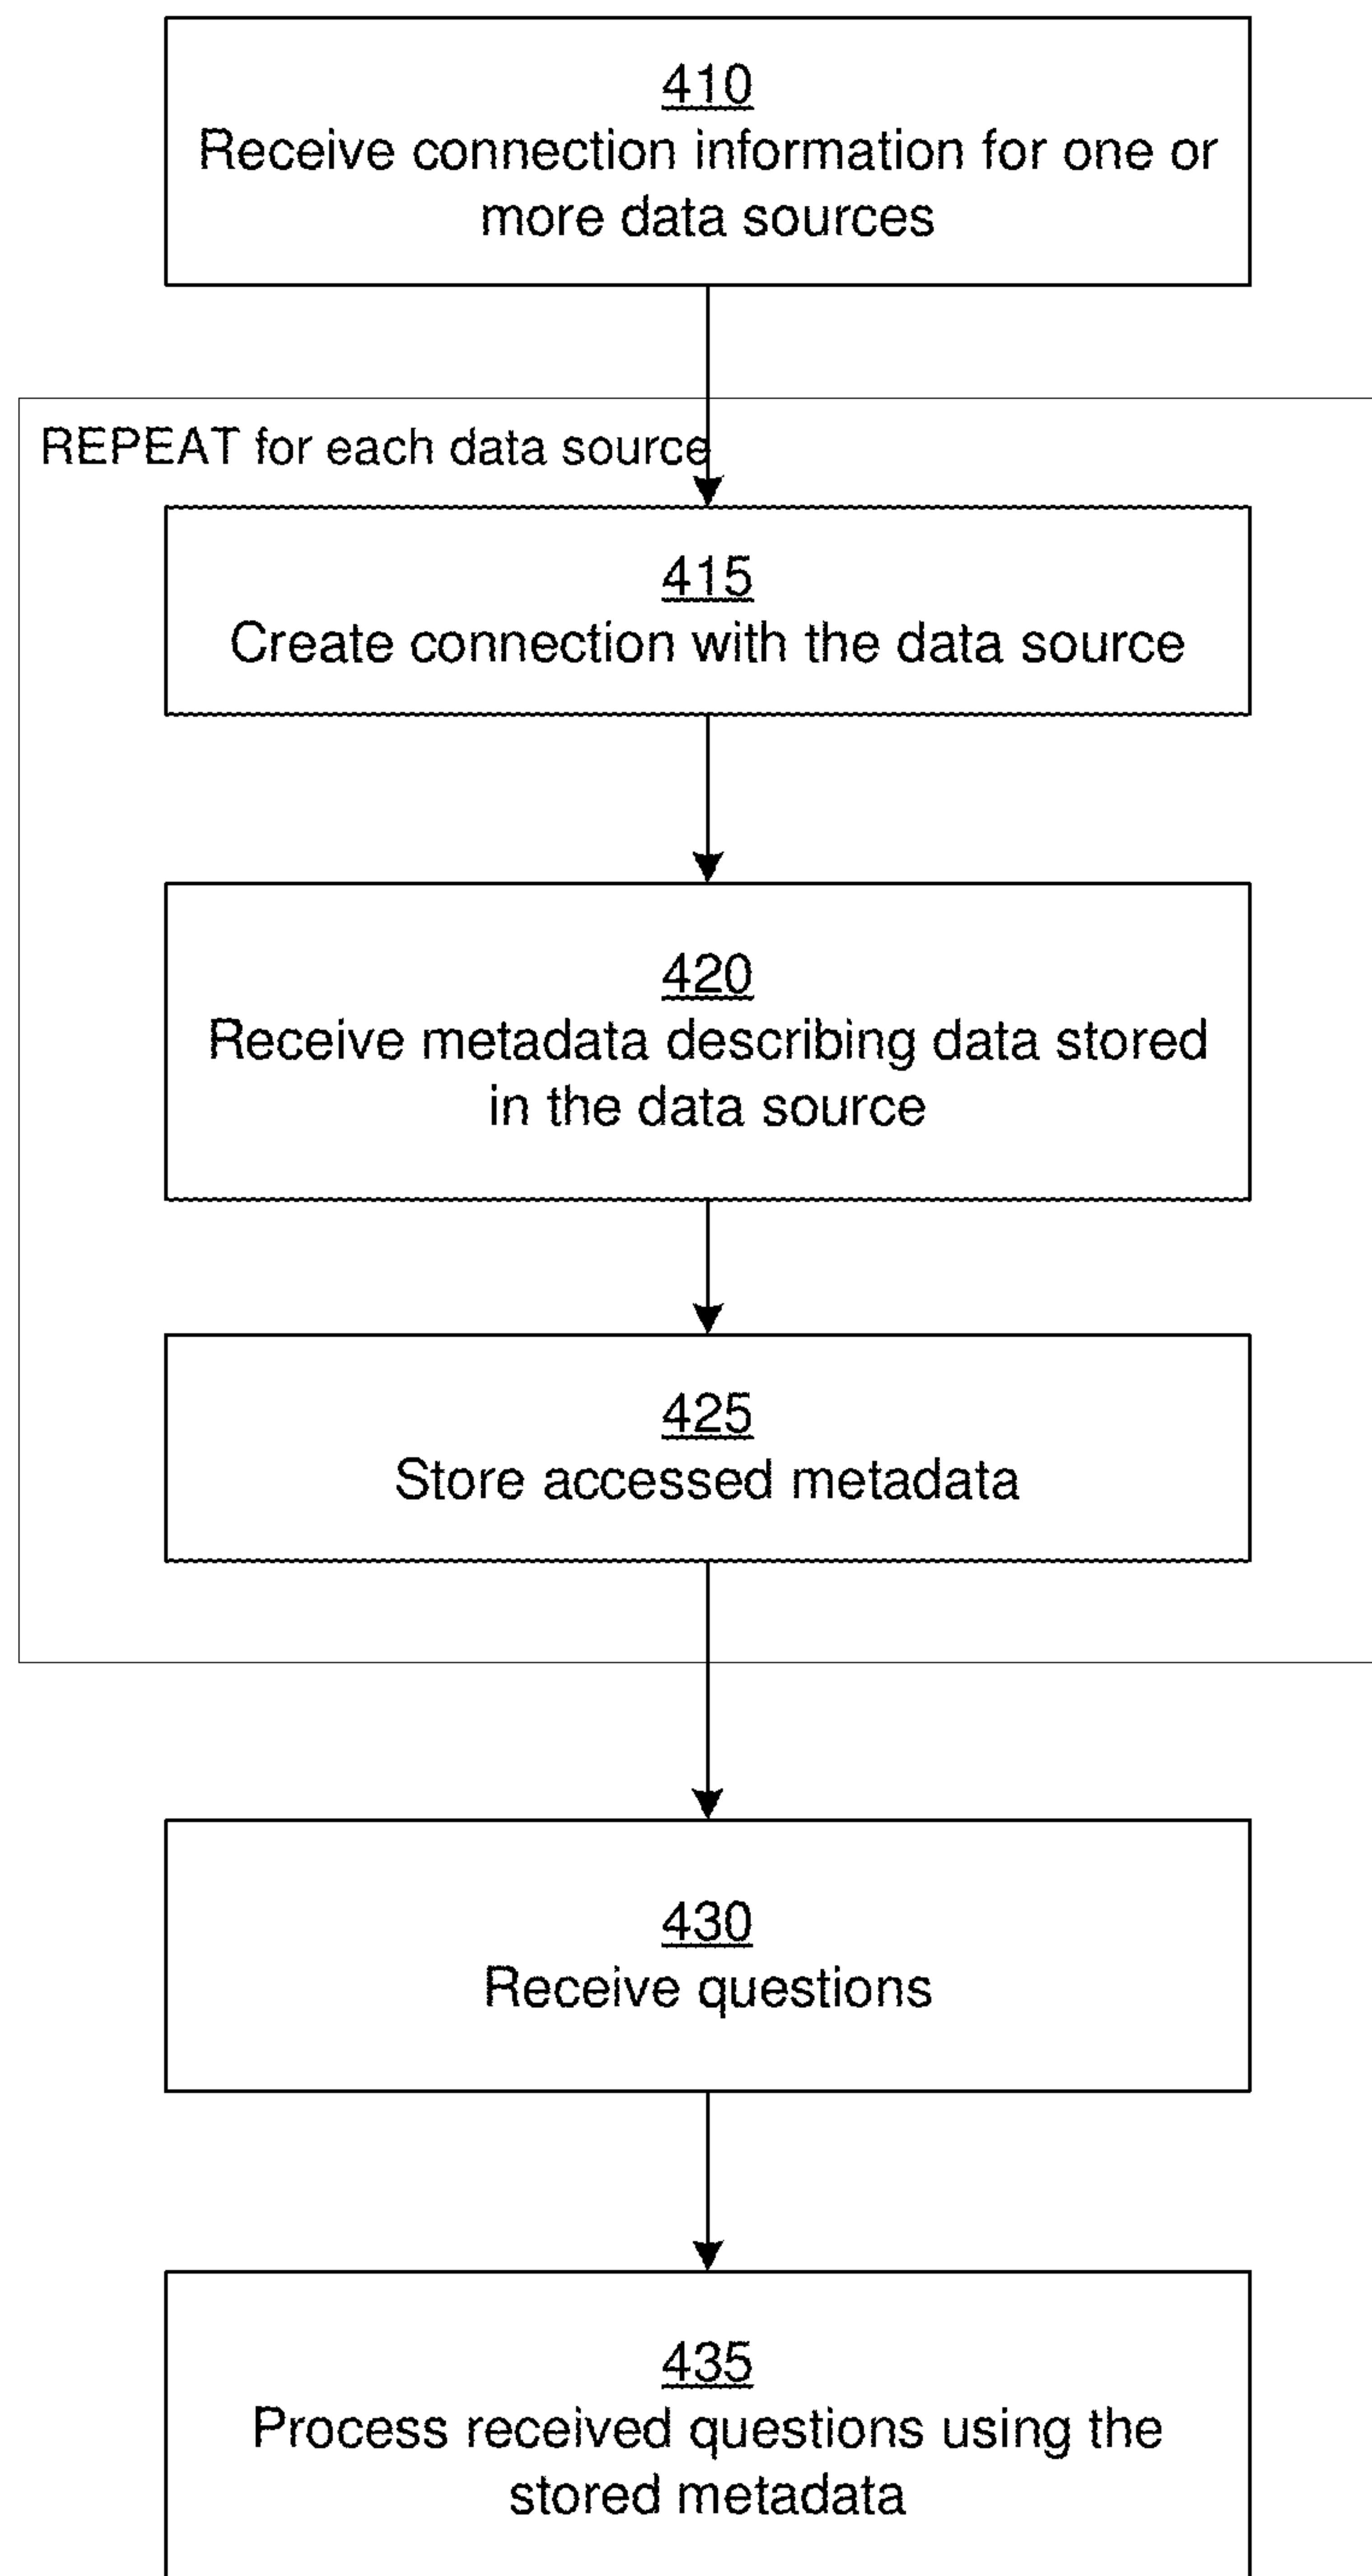 410
Receive connection information for one or
more data sources
REPEAT for each data source
415
Create connection with the data source
420
Receive metadata describing data stored
in the data source
425
Store accessed metadata
430
Receive questions
435
Process received questions using the
stored metadata